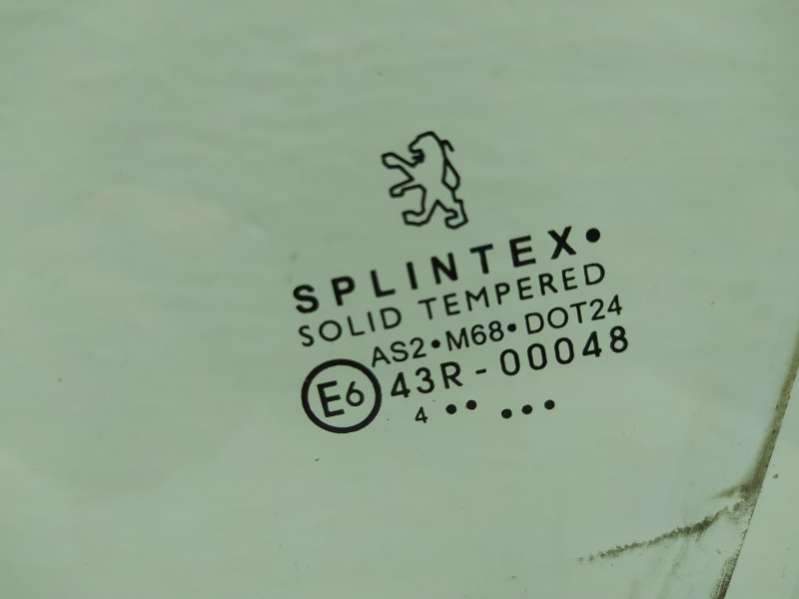 SPLINTEX•
SOLID TEMPERED
AS2•M68•DOT24
E6 43R-00048
4 •• •••